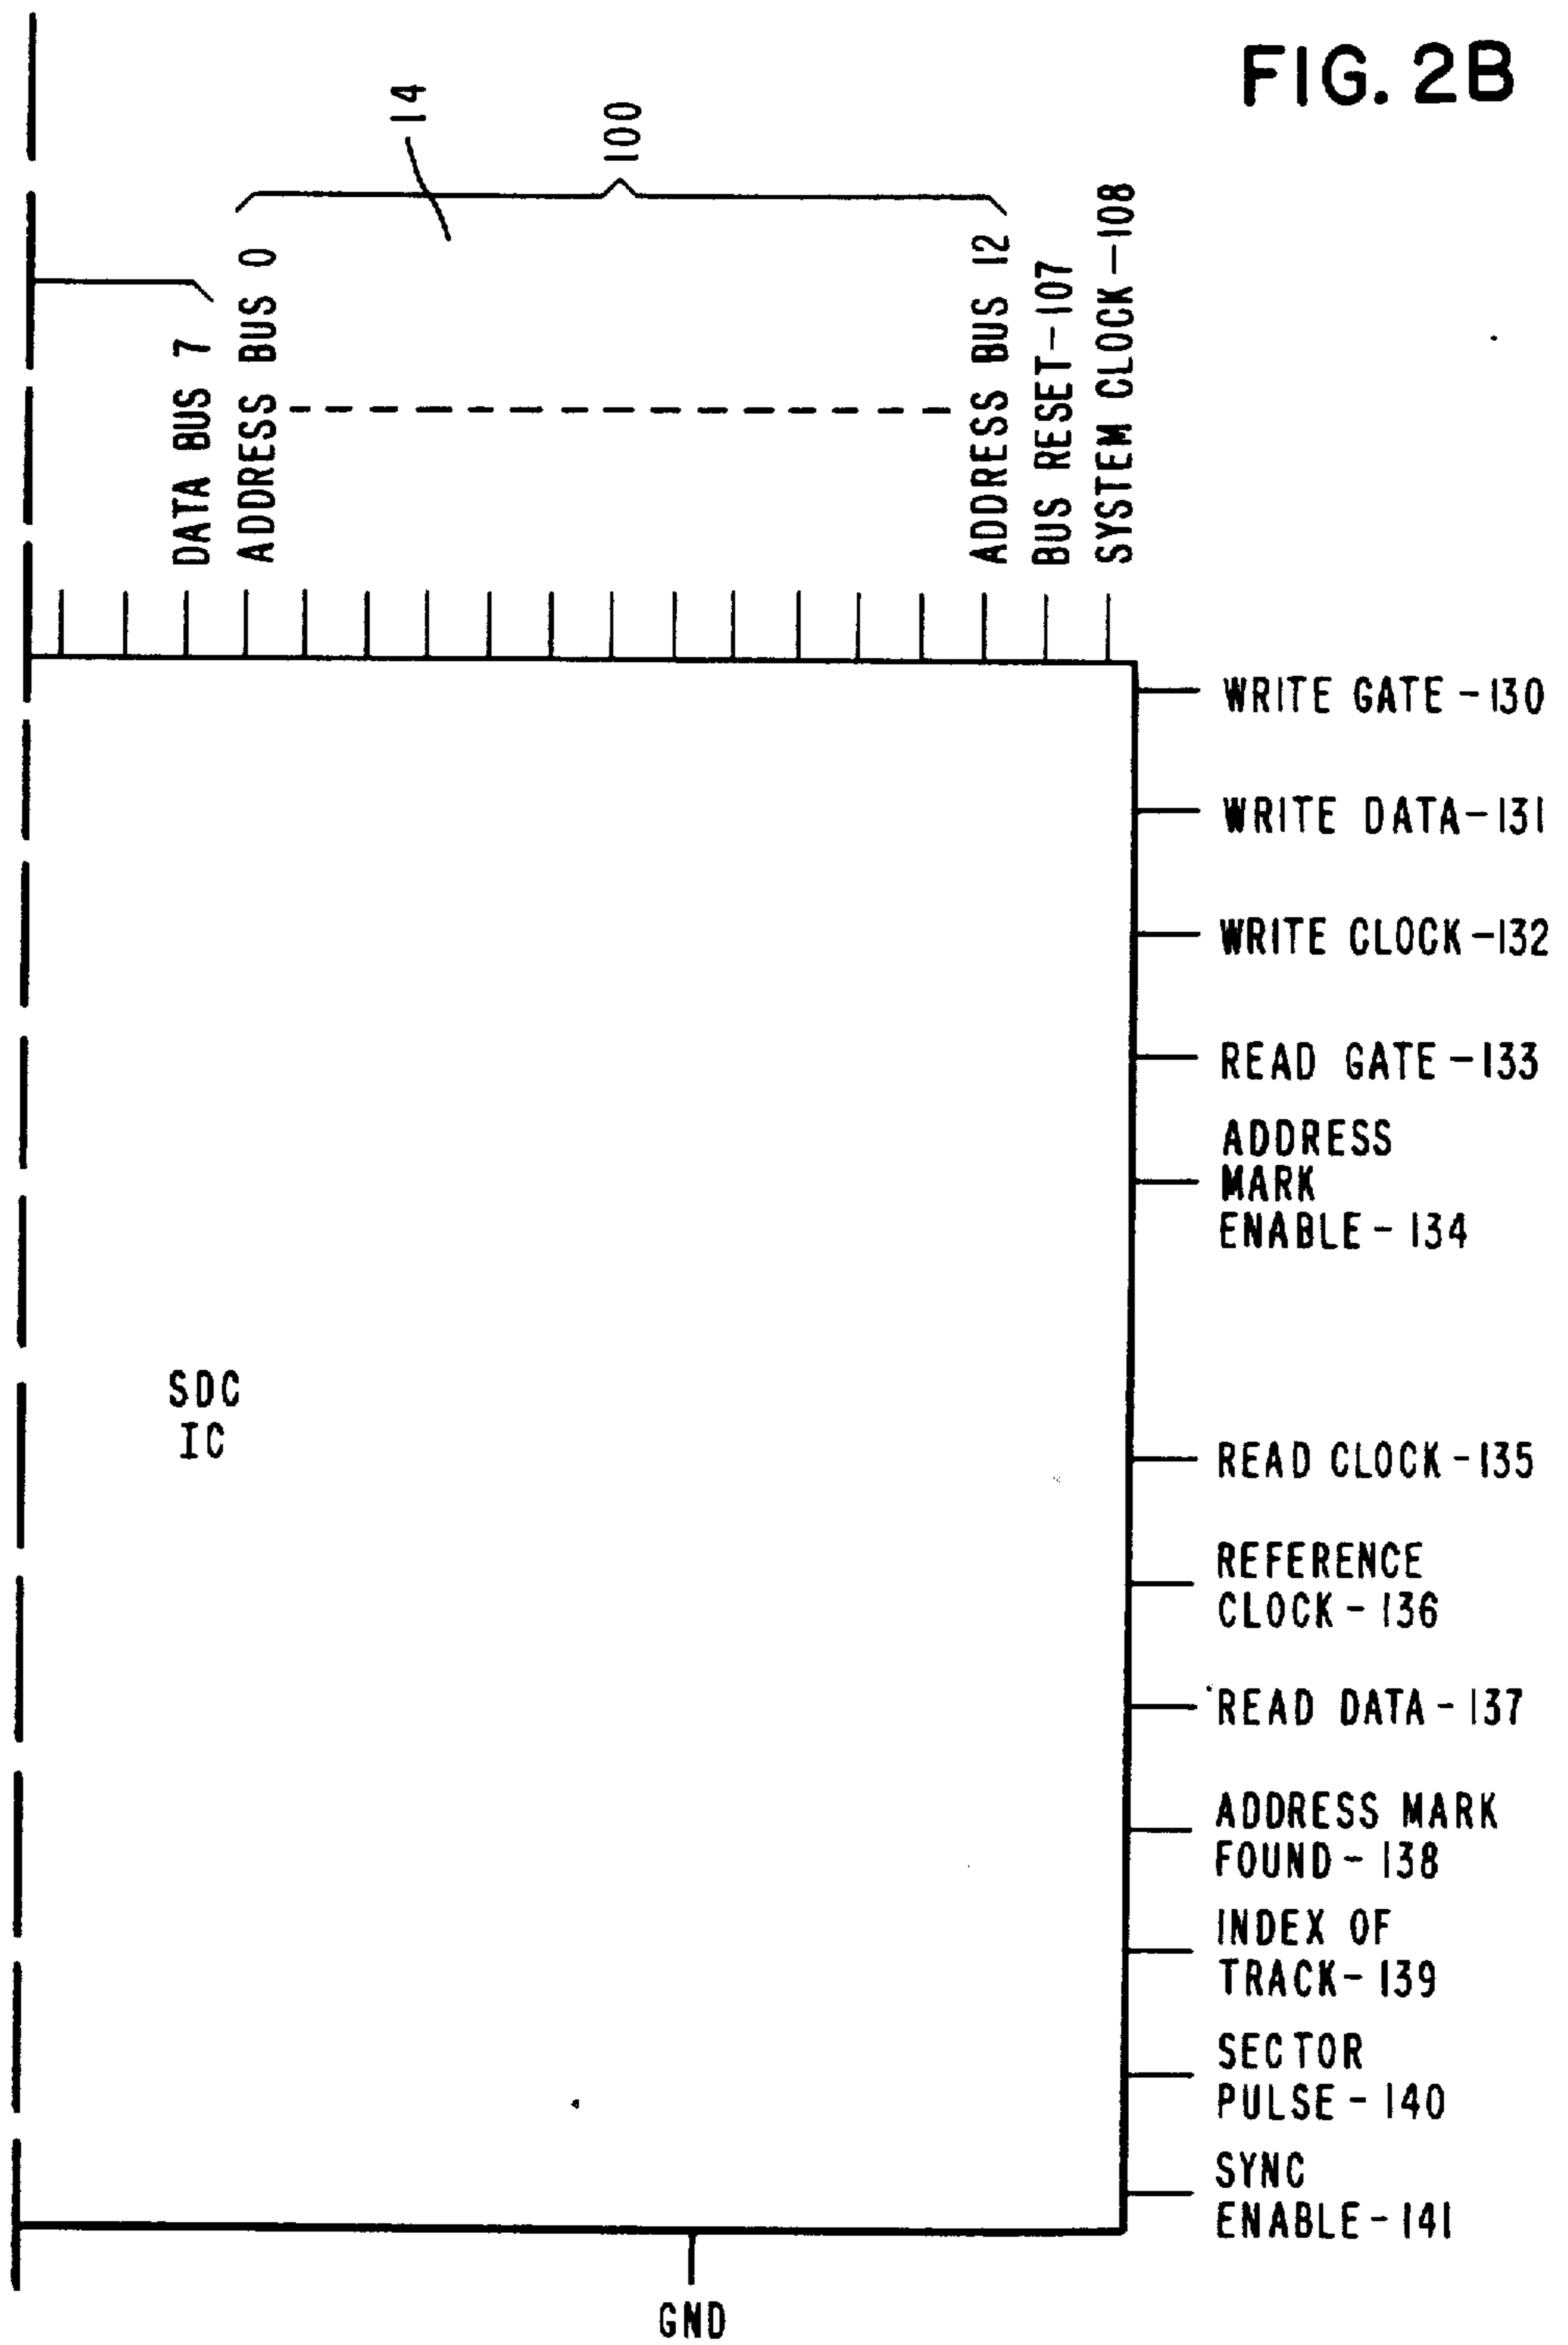 FIG. 2B
14
100
DATA BUS 7
ADDRESS BUS 0
ADDRESS BUS 12
BUS RESET-107
SYSTEM CLOCK-108
WRITE GATE-130
WRITE DATA-131
WRITE CLOCK-132
READ GATE-133
ADDRESS
MARK
ENABLE-134
SDC
IC
READ CLOCK-135
REFERENCE
CLOCK-136
READ DATA-137
ADDRESS MARK
FOUND-138
INDEX OF
TRACK-139
SECTOR
PULSE-140
SYNC
ENABLE-141
GND